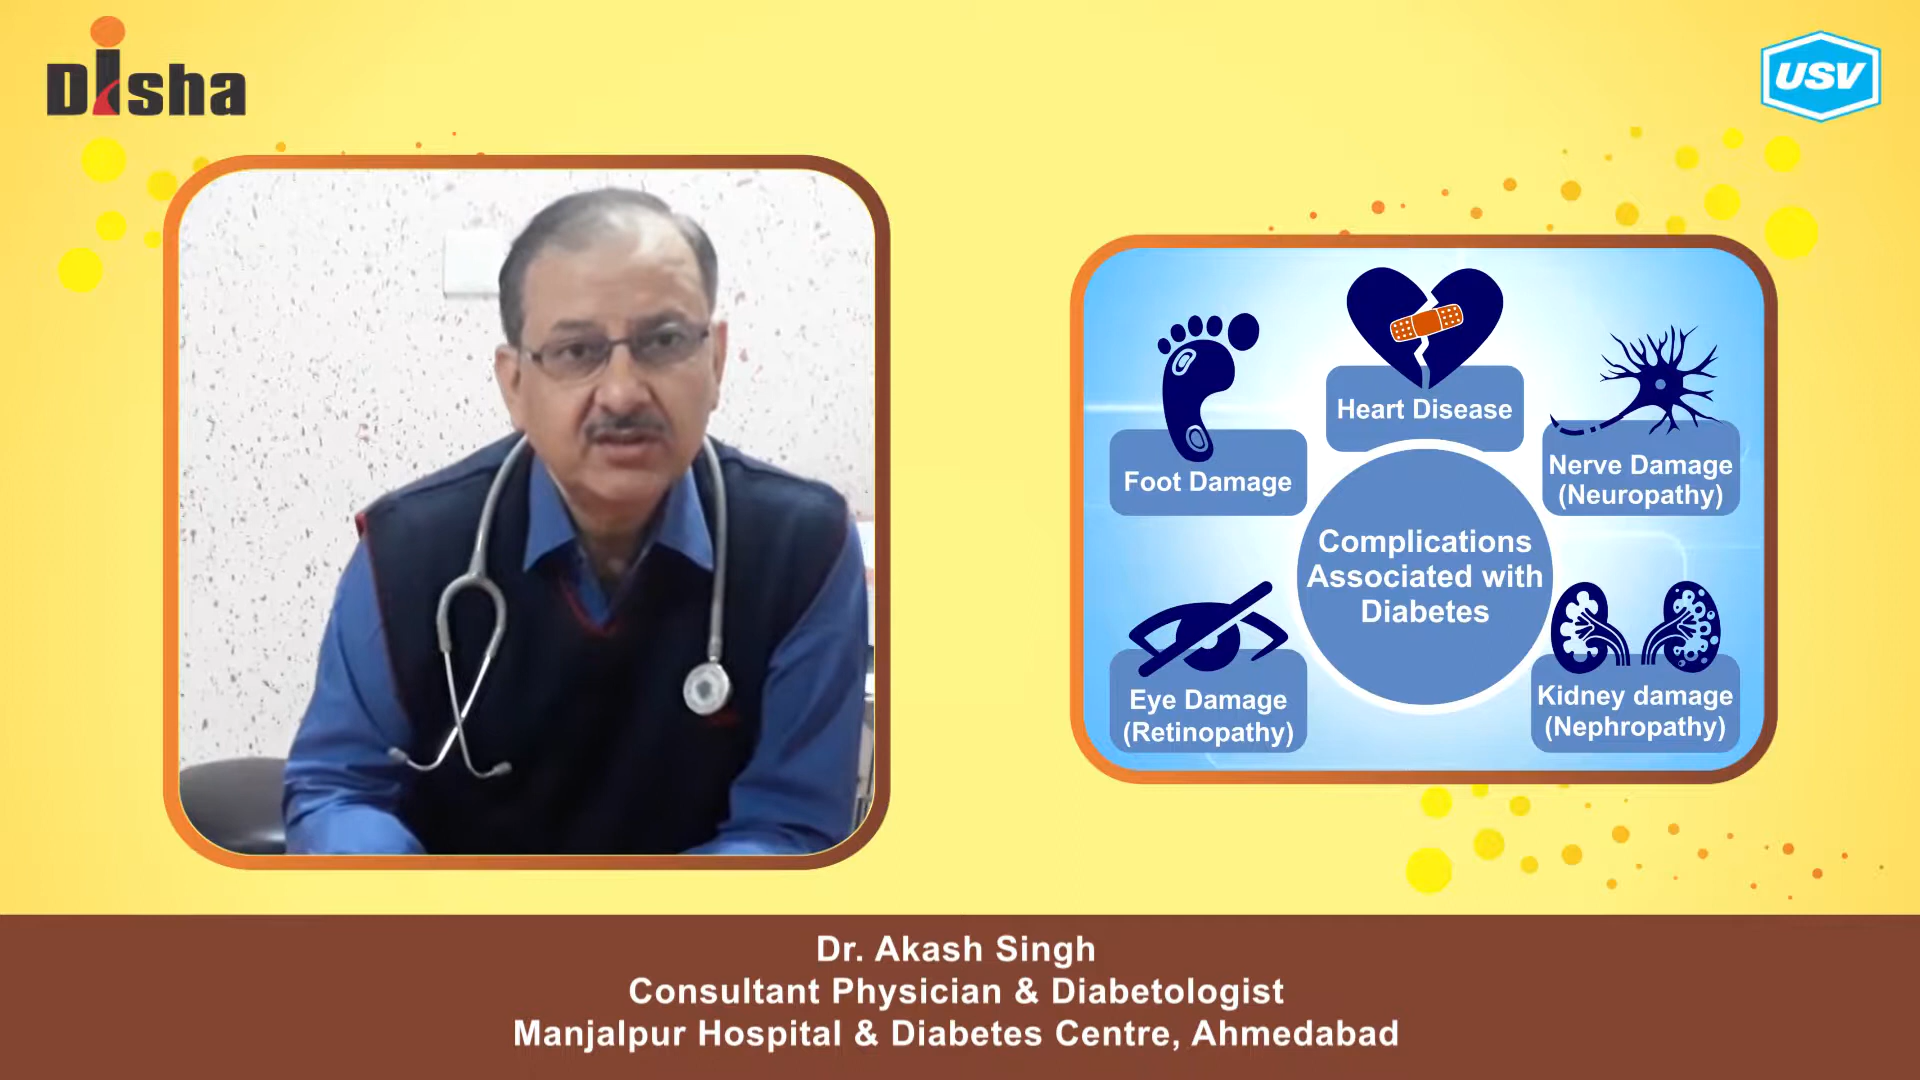 Disha
USV
Heart Disease
Foot Damage
Nerve Damage
(Neuropathy)
Complications
Associated with
Diabetes
Eye Damage
(Retinopathy)
Kidney damage
(Nephropathy)
Dr. Akash Singh
Consultant Physician & Diabetologist
Manjalpur Hospital & Diabetes Centre, Ahmedabad